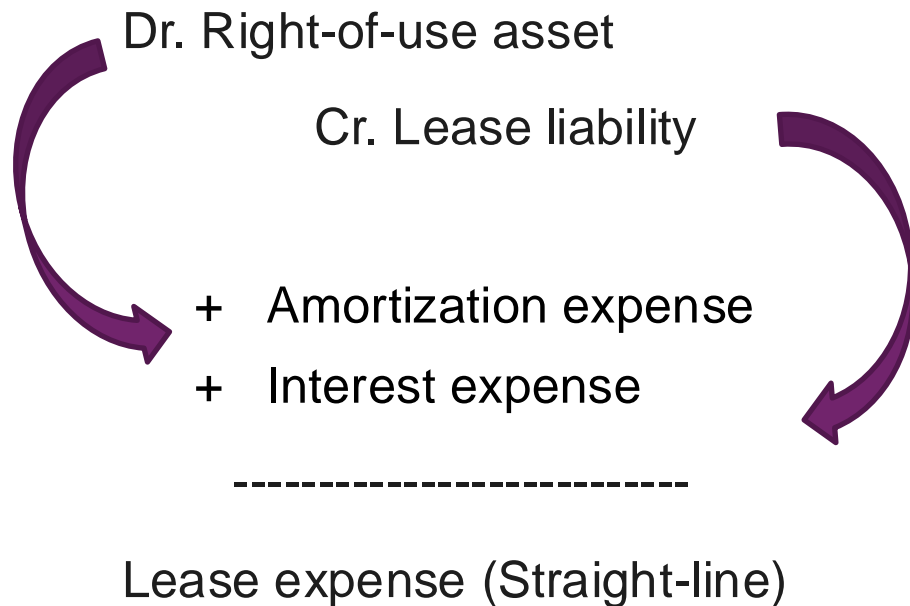 Dr. Right-of-use asset
Cr. Lease liability
+ Amortization expense
+ Interest expense
---------------------------
Lease expense (Straight-line)